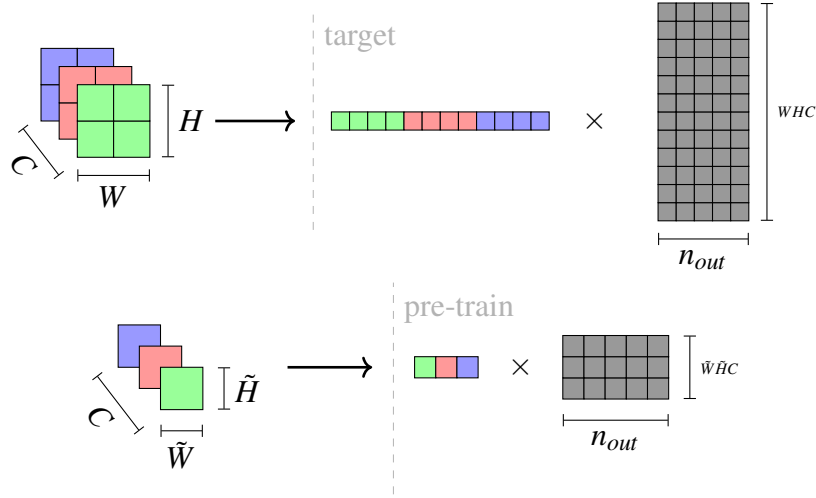 target
H
C
W
×
WHC
n_out
pre-train
H̃
C
W̃
×
W̃H̃C
n_out